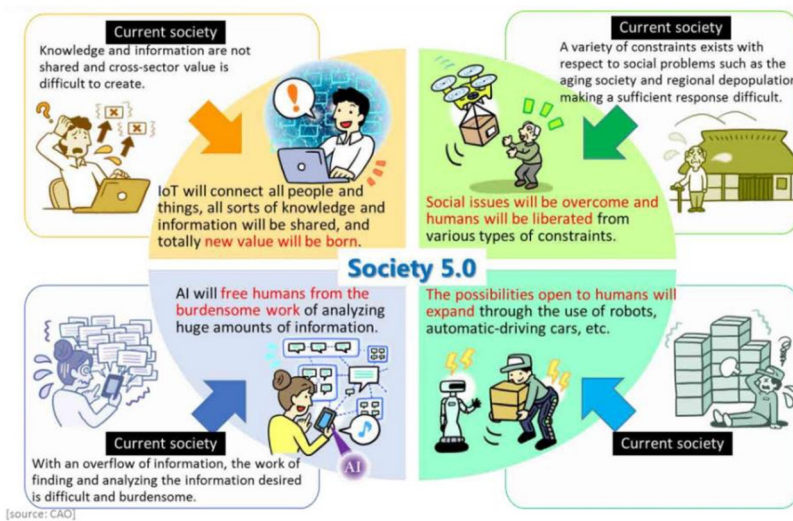 Current society
Knowledge and information are not
shared and cross-sector value is
difficult to create.
IoT will connect all people and
things, all sorts of knowledge and
information will be shared, and
totally new value will be born.
Current society
A variety of constraints exists with
respect to social problems such as the
aging society and regional depopulation
making a sufficient response difficult.
Social issues will be overcome and
humans will be liberated from
various types of constraints.
Society 5.0
AI will free humans from the
burdensome work of analyzing
huge amounts of information.
AI
Current society
With an overflow of information, the work of
finding and analyzing the information desired
is difficult and burdensome.
The possibilities open to humans will
expand through the use of robots,
automatic-driving cars, etc.
Current society
[source: CAO]